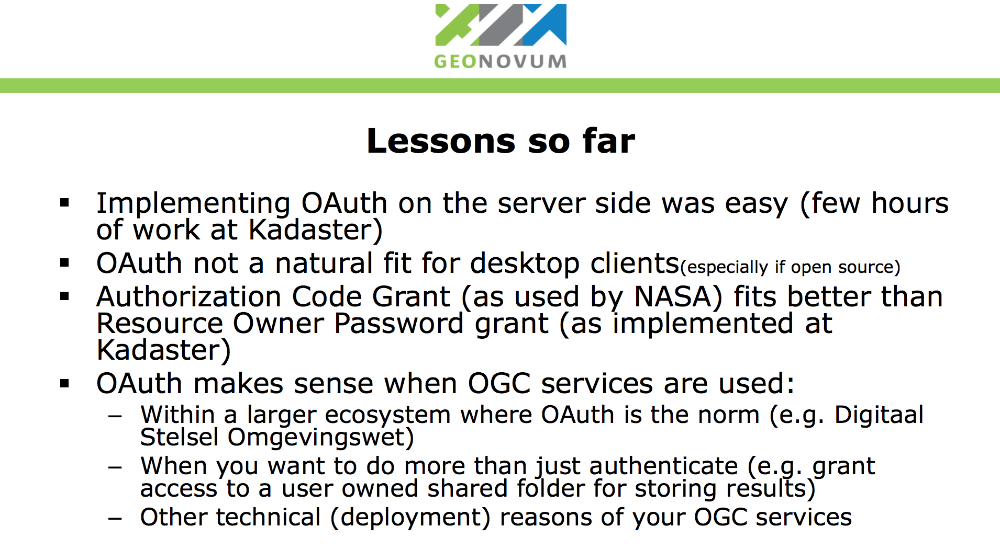 GEONOVUM
Lessons so far
▪ Implementing OAuth on the server side was easy (few hours
of work at Kadaster)
▪ OAuth not a natural fit for desktop clients(especially if open source)
▪ Authorization Code Grant (as used by NASA) fits better than
Resource Owner Password grant (as implemented at
Kadaster)
▪ OAuth makes sense when OGC services are used:
– Within a larger ecosystem where OAuth is the norm (e.g. Digitaal
Stelsel Omgevingswet)
– When you want to do more than just authenticate (e.g. grant
access to a user owned shared folder for storing results)
– Other technical (deployment) reasons of your OGC services